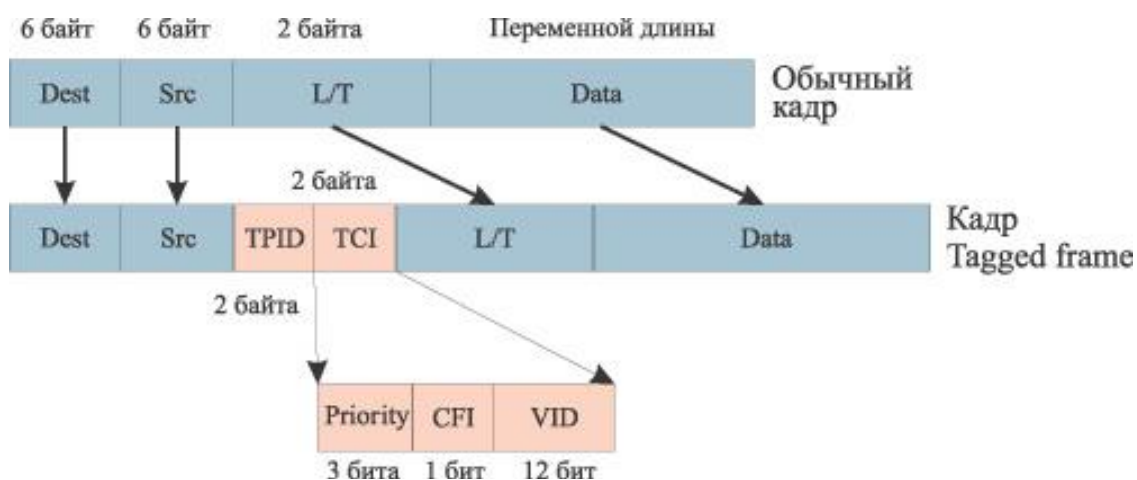 6 байт 6 байт 2 байта Переменной длины
Dest Src L/T Data
Обычный
кадр
2 байта
Dest Src TPID TCI L/T Data
Кадр
Tagged frame
2 байта
Priority CFI VID
3 бита 1 бит 12 бит